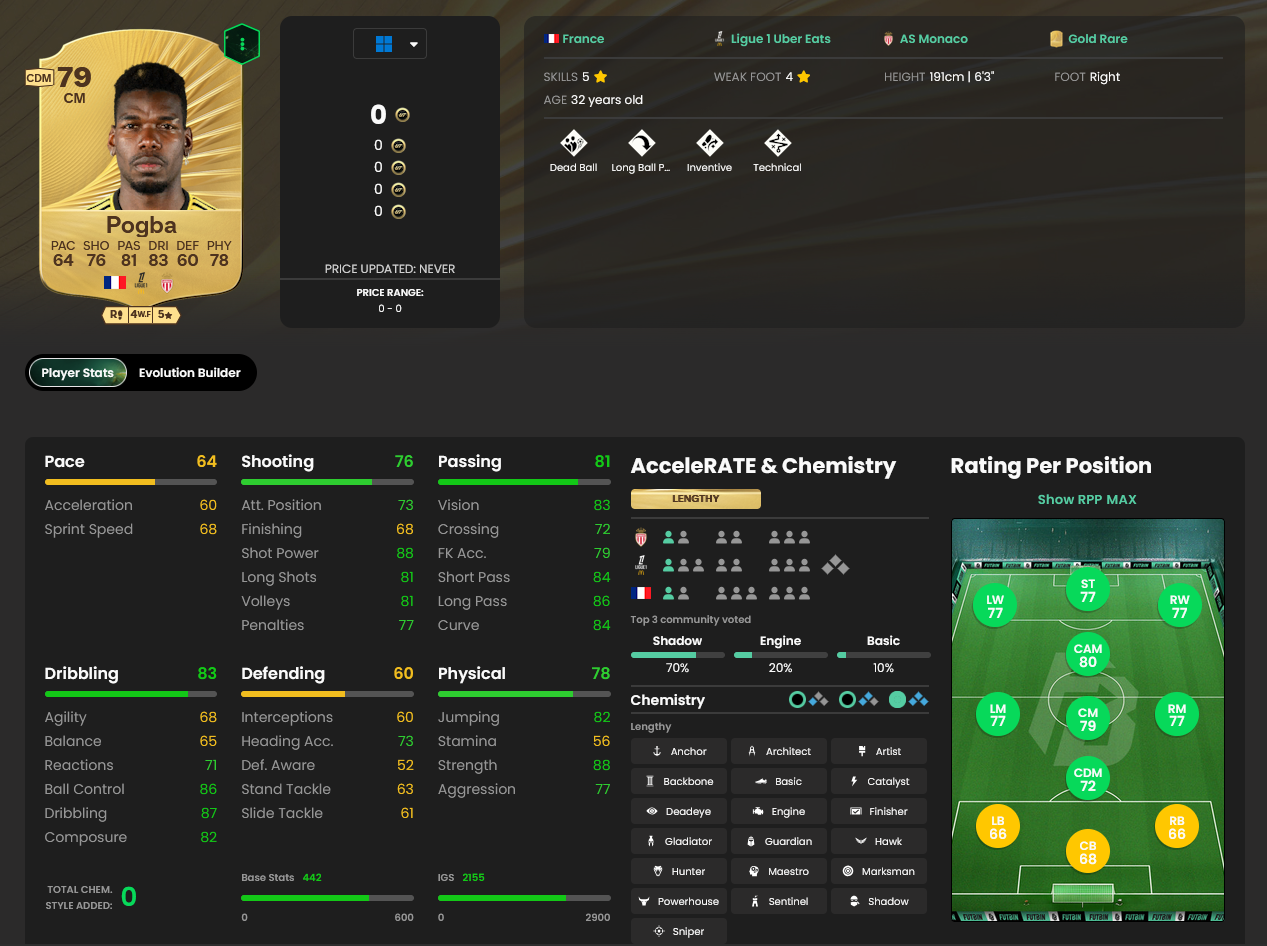 CDM
79
CM
Pogba
PAC SHO PAS DRI DEF PHY
64 76 81 83 60 78
R 4W.F 5
0
0
0
0
0
PRICE UPDATED: NEVER
PRICE RANGE:
0 - 0
France
Ligue 1 Uber Eats
AS Monaco
Gold Rare
SKILLS 5
WEAK FOOT 4
HEIGHT 191cm | 6'3"
FOOT Right
AGE 32 years old
Dead Ball
Long Ball P...
Inventive
Technical
Player Stats
Evolution Builder
Pace 64
Acceleration 60
Sprint Speed 68
Shooting 76
Att. Position 73
Finishing 68
Shot Power 88
Long Shots 81
Volleys 81
Penalties 77
Passing 81
Vision 83
Crossing 72
FK Acc. 79
Short Pass 84
Long Pass 86
Curve 84
Dribbling 83
Agility 68
Balance 65
Reactions 71
Ball Control 86
Dribbling 87
Composure 82
Defending 60
Interceptions 60
Heading Acc. 73
Def. Aware 52
Stand Tackle 63
Slide Tackle 61
Physical 78
Jumping 82
Stamina 56
Strength 88
Aggression 77
TOTAL CHEM.
STYLE ADDED: 0
Base Stats 442
0 600
IGS 2155
0 2900
AcceleRATE & Chemistry
LENGTHY
Top 3 community voted
Shadow Engine Basic
70% 20% 10%
Chemistry
Lengthy
Anchor Architect Artist
Backbone Basic Catalyst
Deadeye Engine Finisher
Gladiator Guardian Hawk
Hunter Maestro Marksman
Powerhouse Sentinel Shadow
Sniper
Rating Per Position
Show RPP MAX
ST
77
LW
77
RW
77
CAM
80
LM
77
CM
79
RM
77
CDM
72
LB
66
RB
66
CB
68